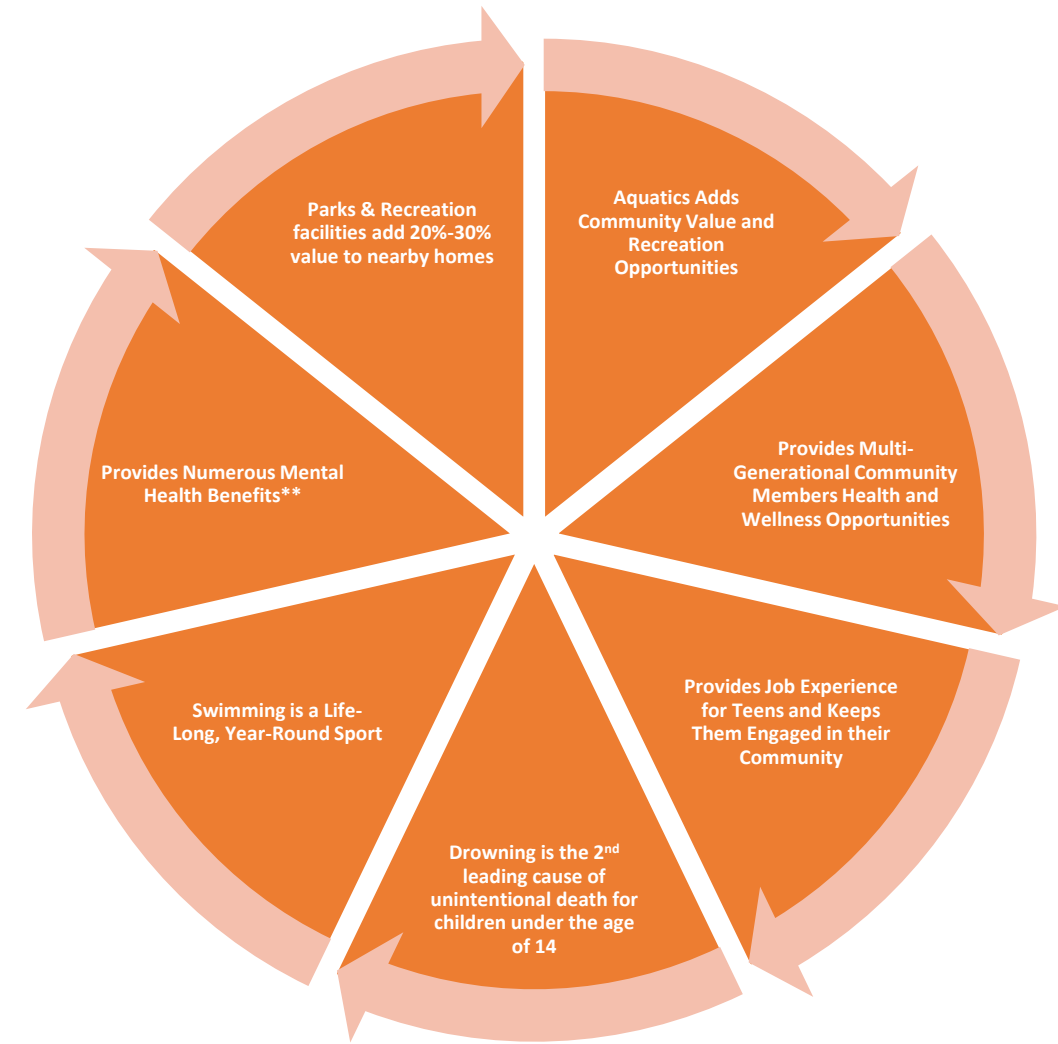 Aquatics Adds
Community Value and
Recreation
Opportunities
Provides Multi-
Generational Community
Members Health and
Wellness Opportunities
Provides Job Experience
for Teens and Keeps
Them Engaged in their
Community
Drowning is the 2nd
leading cause of
unintentional death for
children under the age
of 14
Swimming is a Life-
Long, Year-Round Sport
Provides Numerous Mental
Health Benefits**
Parks & Recreation
facilities add 20%-30%
value to nearby homes